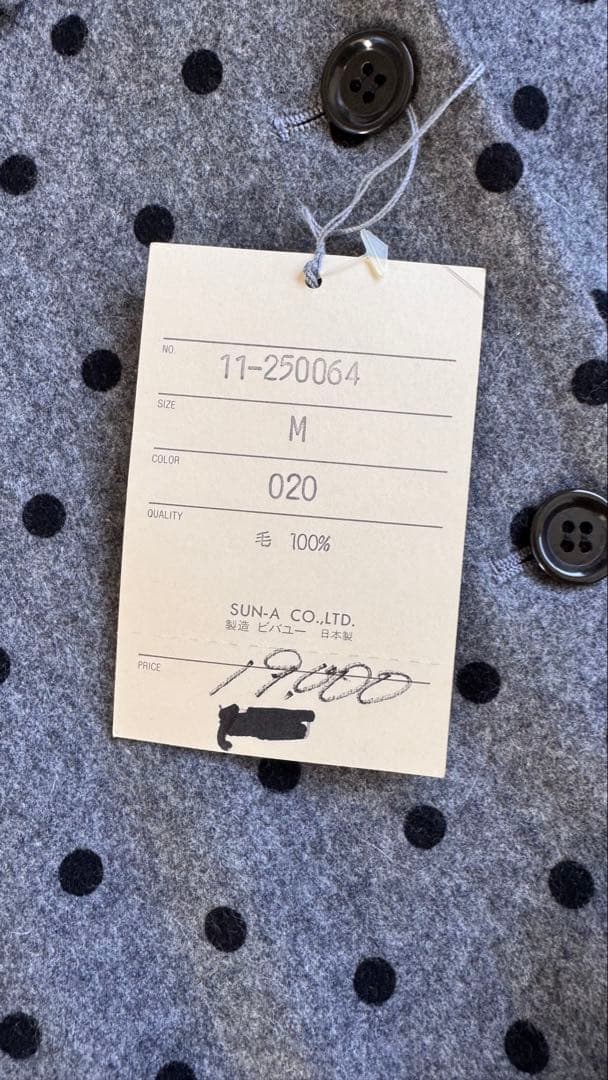 NO. 11-250064
SIZE M
COLOR 020
QUALITY
毛 100%
SUN-A CO.,LTD.
製造 ビバユー 日本製
PRICE 19,000